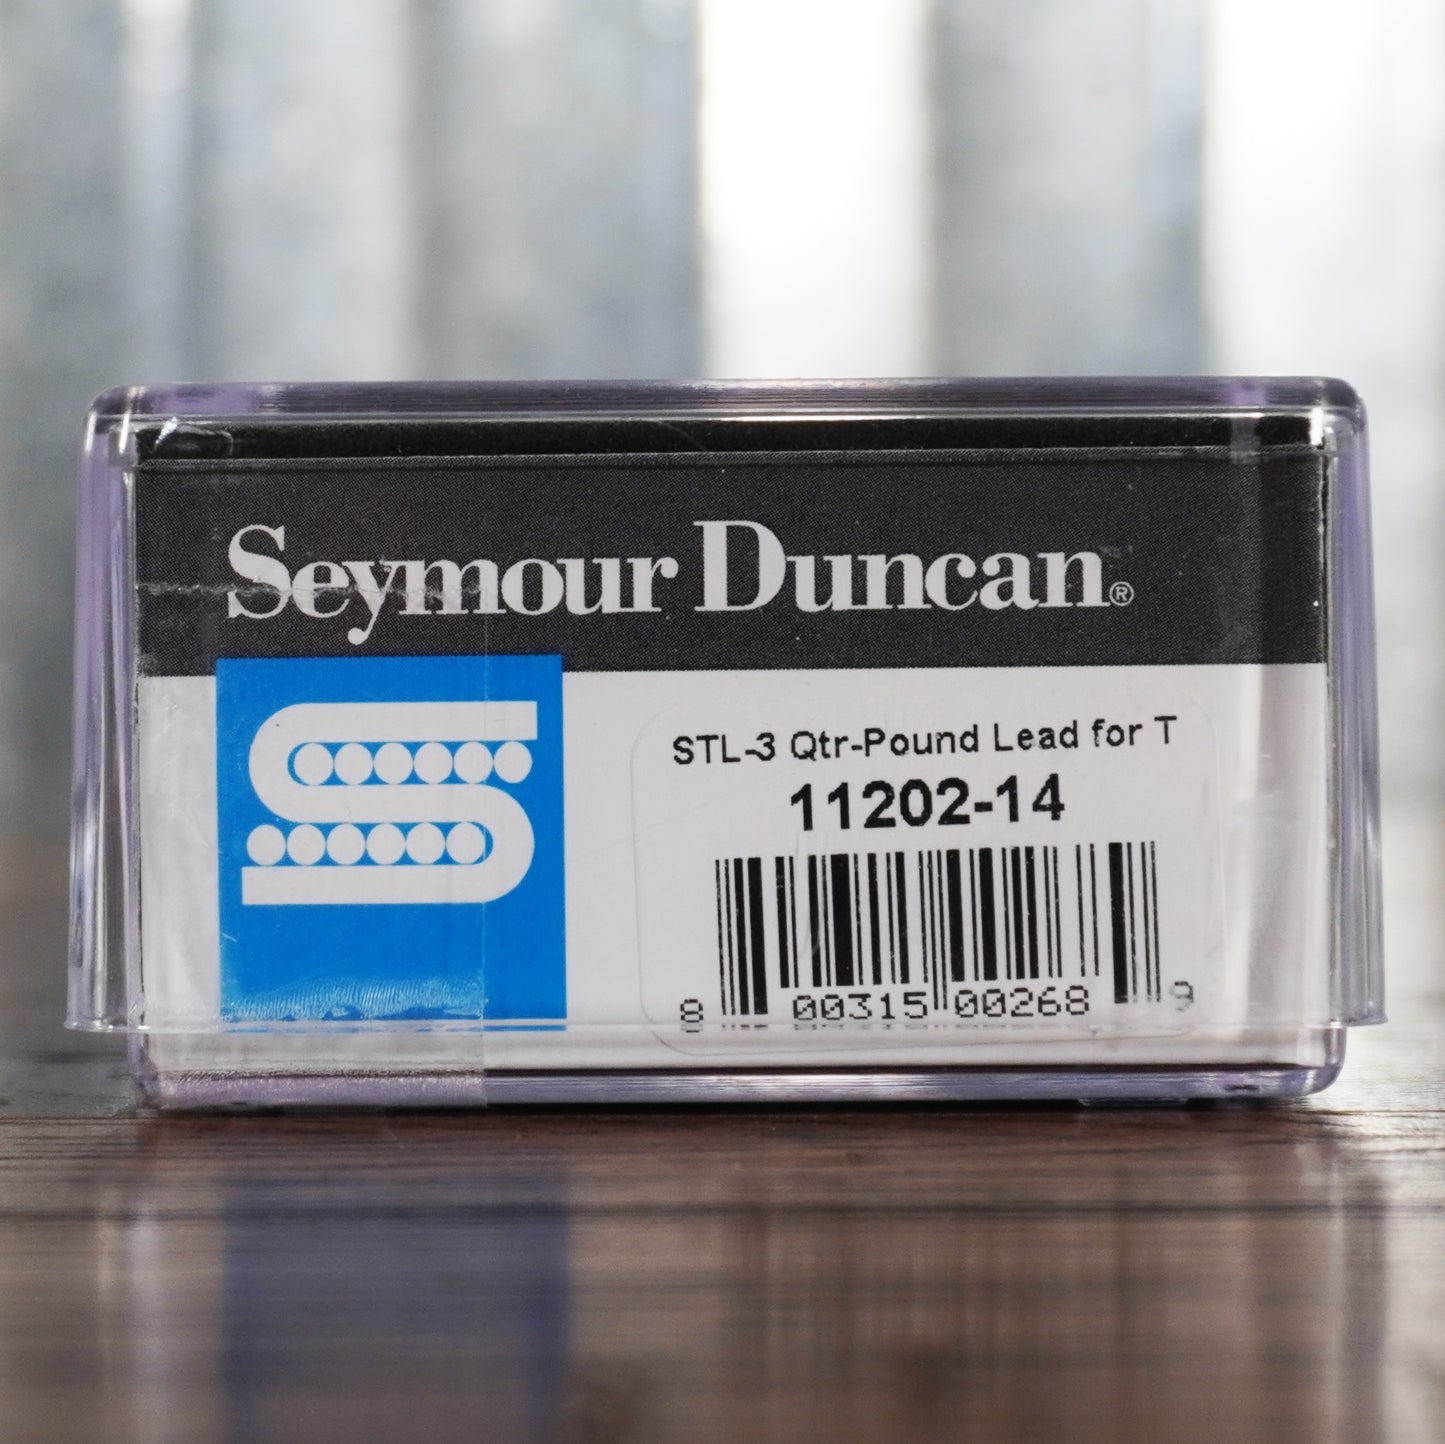 Seymour Duncan®
STL-3 Qtr-Pound Lead for T
11202-14
8 00315 00268 9